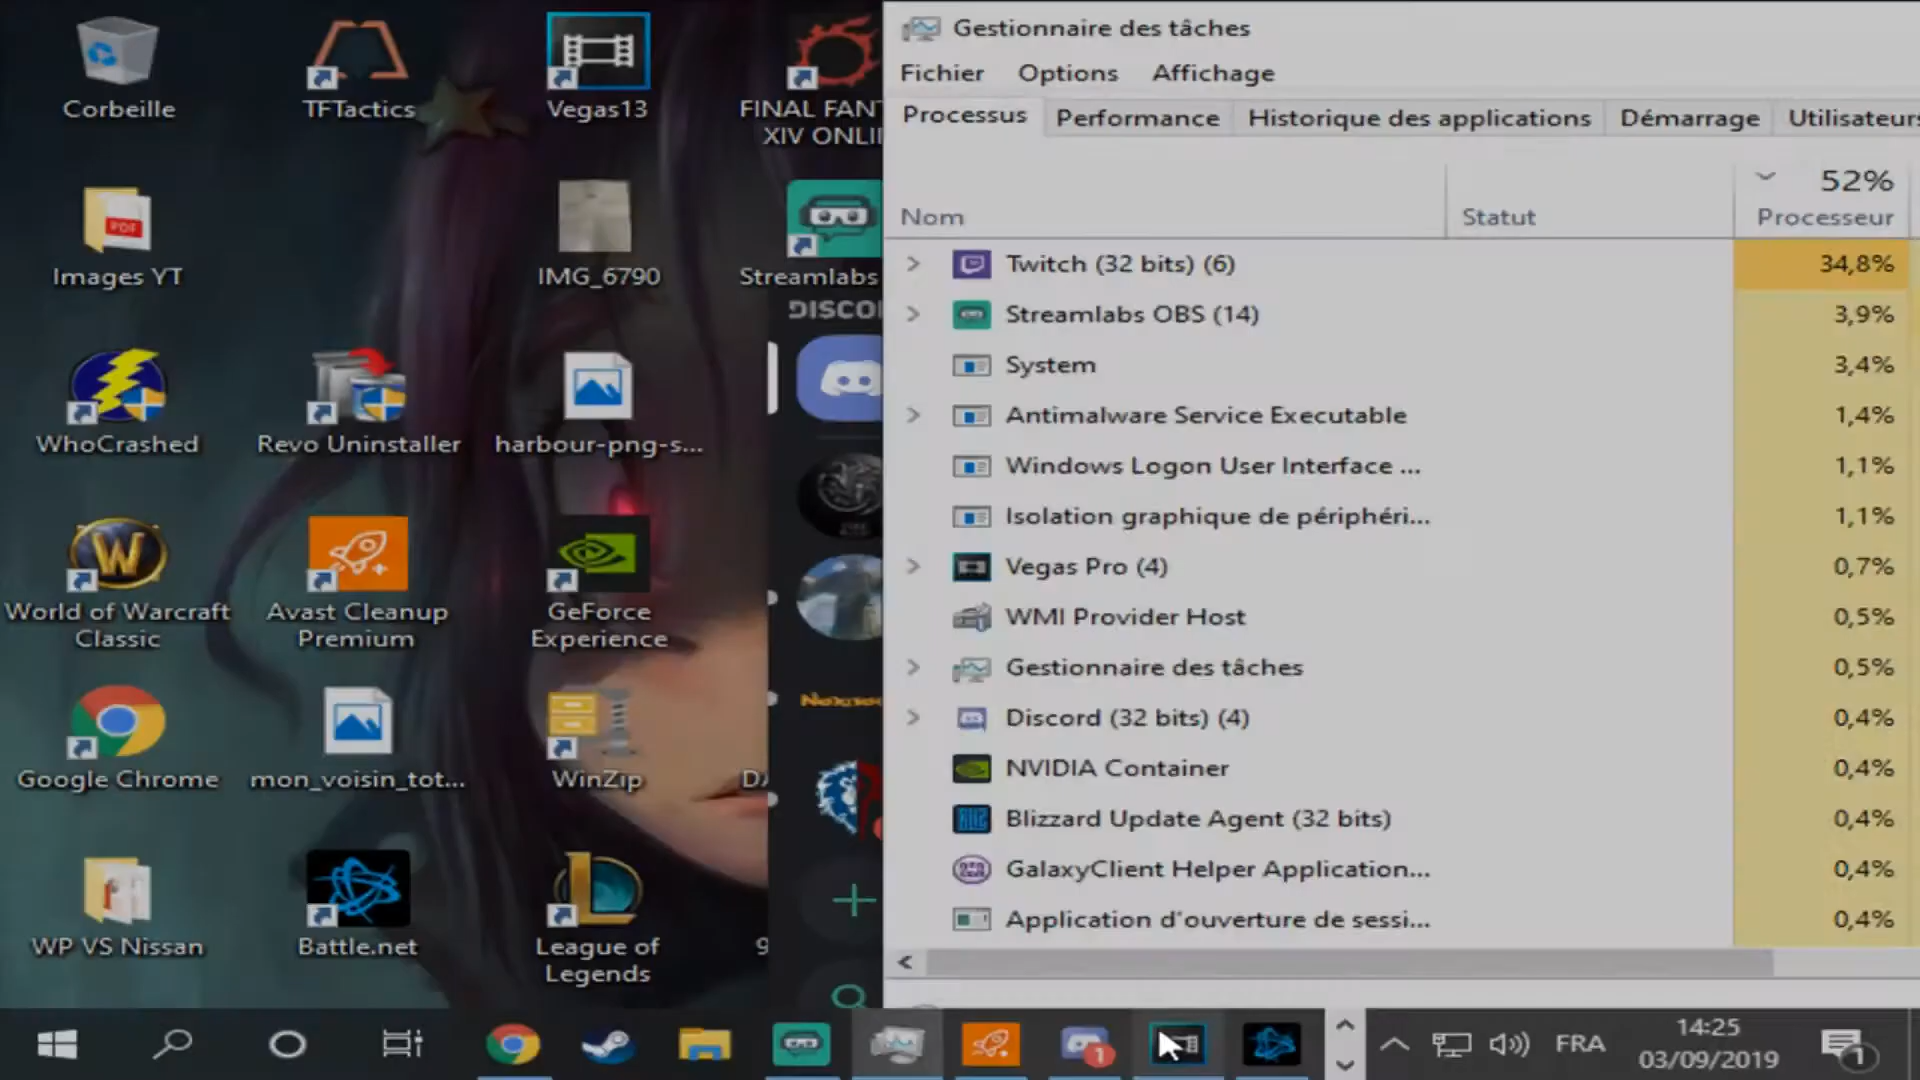 Corbeille
TFTactics
Vegas13
FINAL FANT
XIV ONLI
PDF
Images YT
IMG_6790
Streamlabs
DISCO
WhoCrashed
Revo Uninstaller
harbour-png-s...
World of Warcraft
Classic
Avast Cleanup
Premium
GeForce
Experience
Google Chrome
mon_voisin_tot...
WinZip
WP VS Nissan
Battle.net
League of
Legends
Gestionnaire des tâches
Fichier Options Affichage
Processus Performance Historique des applications Démarrage Utilisateurs
52%
Nom Statut Processeur
Twitch (32 bits) (6) 34,8%
Streamlabs OBS (14) 3,9%
System 3,4%
Antimalware Service Executable 1,4%
Windows Logon User Interface ... 1,1%
Isolation graphique de périphéri... 1,1%
Vegas Pro (4) 0,7%
WMI Provider Host 0,5%
Gestionnaire des tâches 0,5%
Discord (32 bits) (4) 0,4%
NVIDIA Container 0,4%
Blizzard Update Agent (32 bits) 0,4%
GalaxyClient Helper Application... 0,4%
Application d'ouverture de sessi... 0,4%
1
FRA
14:25
03/09/2019
1